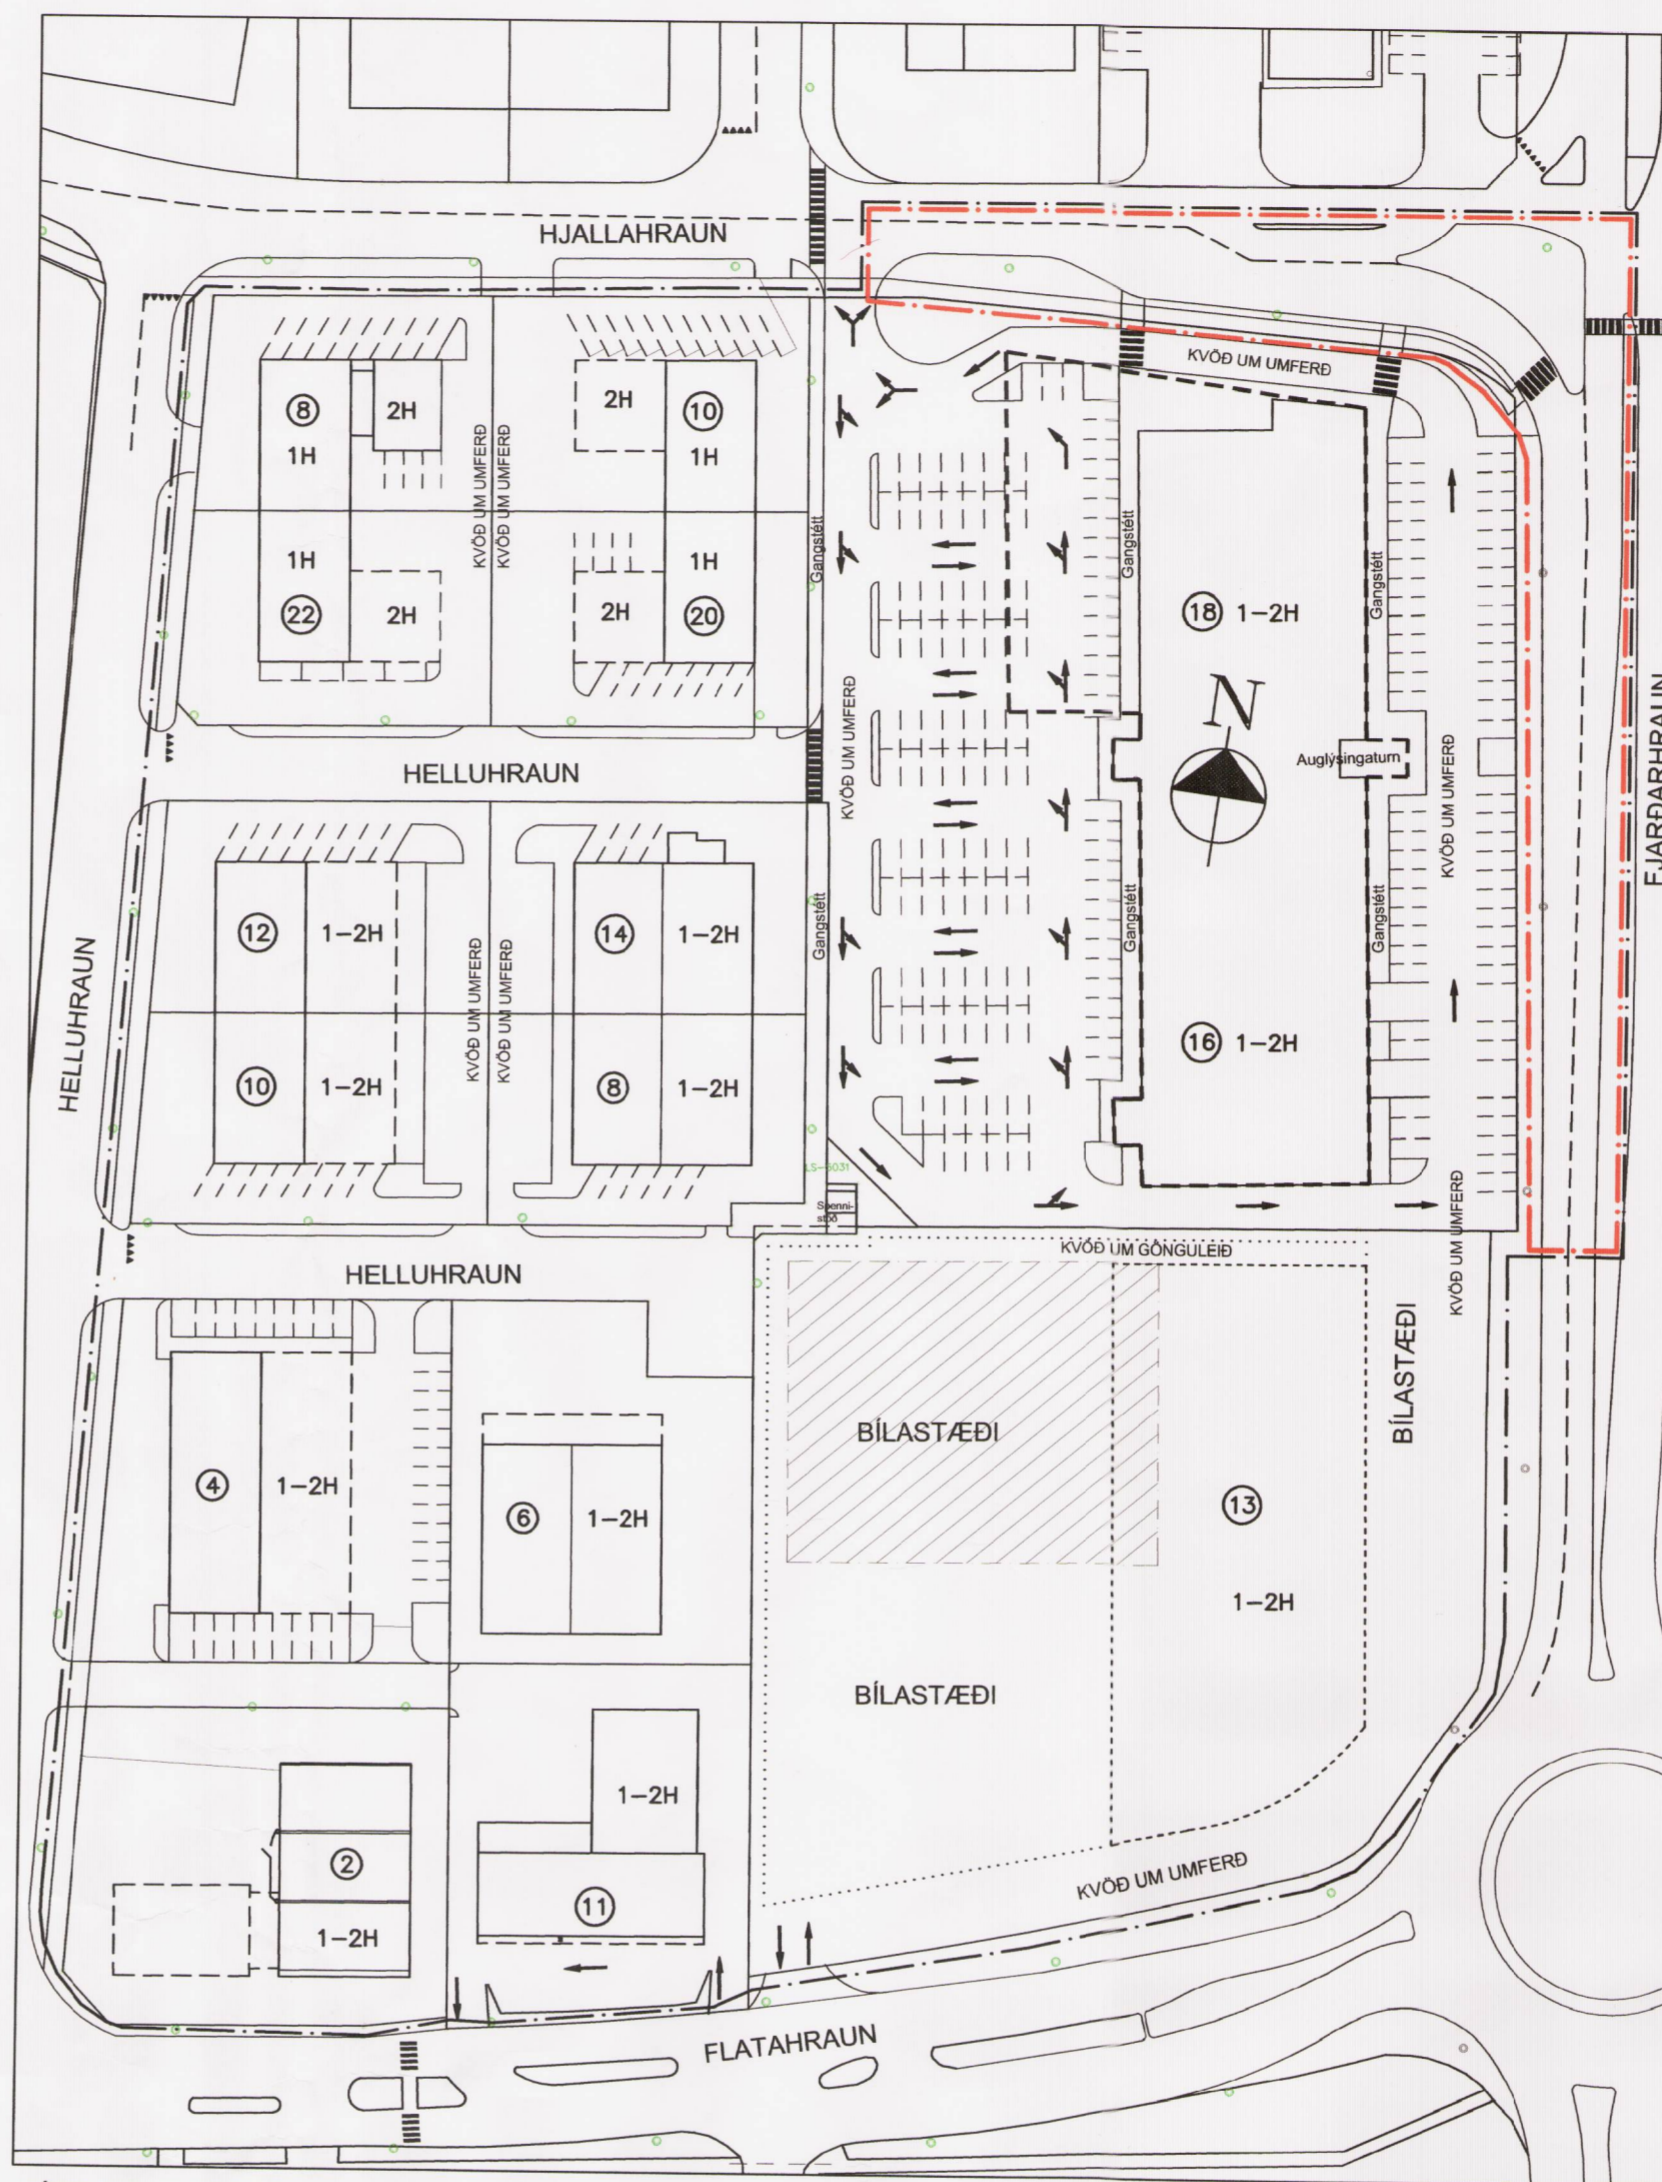 HJALLAHRAUN
KVÖÐ UM UMFERÐ
8
2H
2H
10
1H
1H
KVÖÐ UM UMFERÐ
KVÖÐ UM UMFERÐ
Gangstétt
Gangstétt
Gangstétt
1H
1H
22
2H
2H
20
18 1-2H
N
KVÖÐ UM UMFERÐ
FJARÐARHRAUN
HELLUHRAUN
Auglýsingaturn
KVÖÐ UM UMFERÐ
12
1-2H
14
1-2H
Gangstétt
Gangstétt
Gangstétt
HELLUHRAUN
KVÖÐ UM UMFERÐ
KVÖÐ UM UMFERÐ
10
1-2H
8
1-2H
16 1-2H
LS-5031
Spenni-
stöð
KVÖÐ UM UMFERÐ
KVÖÐ UM GÖNGULEIÐ
HELLUHRAUN
BÍLASTÆÐI
BÍLASTÆÐI
4
1-2H
6
1-2H
13
1-2H
BÍLASTÆÐI
1-2H
2
11
1-2H
KVÖÐ UM UMFERÐ
FLATAHRAUN